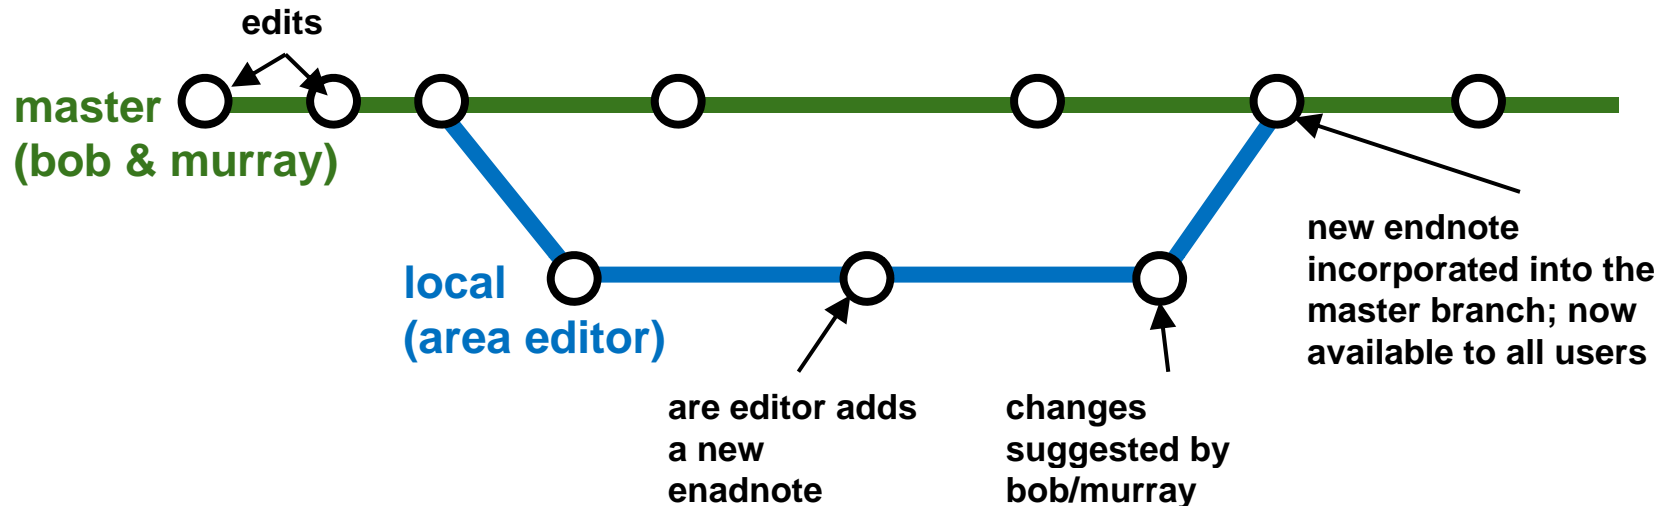 edits
master
(bob & murray)
local
(area editor)
are editor adds
a new
enadnote
changes
suggested by
bob/murray
new endnote
incorporated into the
master branch; now
available to all users